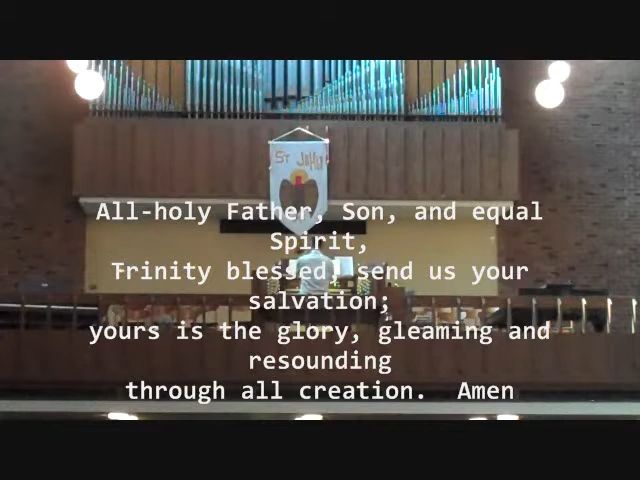 ST JOHN
All-holy Father, Son, and equal
Spirit,
Trinity blessed, send us your
salvation;
yours is the glory, gleaming and
resounding
through all creation.  Amen